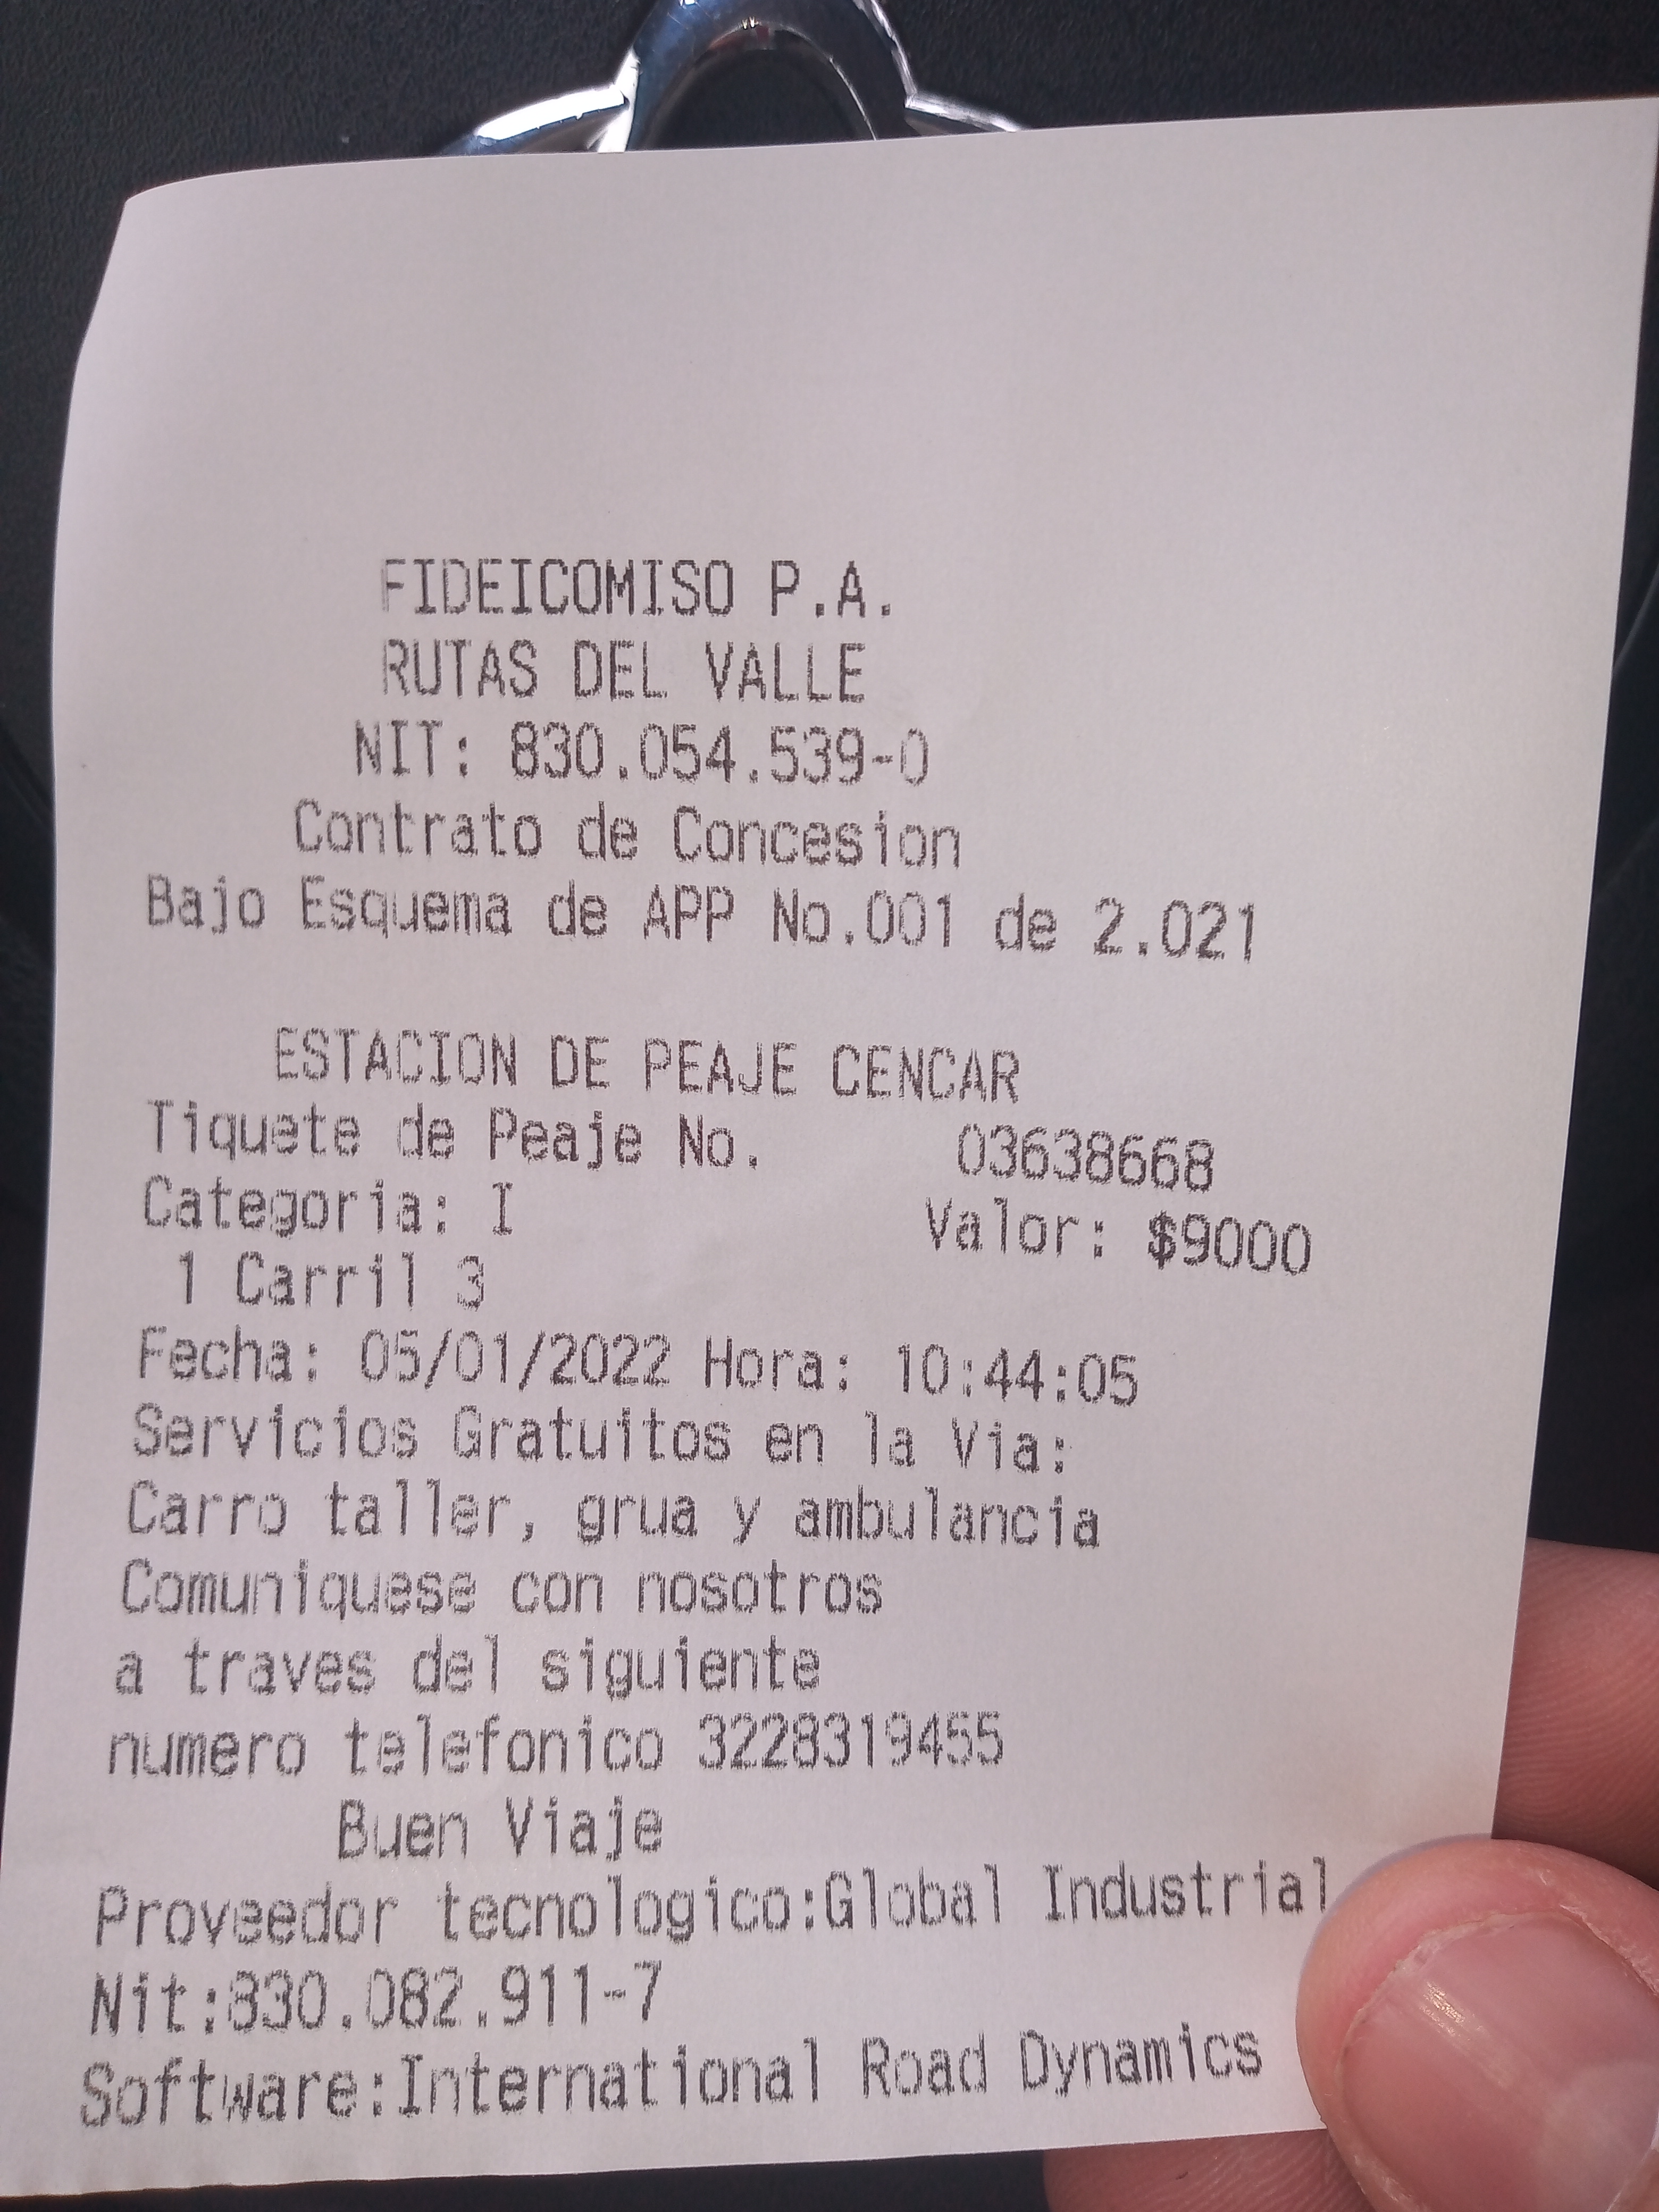 FIDEICOMISO P.A.
RUTAS DEL VALLE
NIT: 830.054.539-0
Contrato de Concesion
Bajo Esquema de APP No.001 de 2.021
ESTACION DE PEAJE CENCAR
Tiquete de Peaje No. 03638668
Categoria: I Valor: $9000
1 Carril 3
Fecha: 05/01/2022 Hora: 10:44:05
Servicios Gratuitos en la Via:
Carro taller, grua y ambulancia
Comuniquese con nosotros
a traves del siguiente
numero telefonico 3228319455
Buen Viaje
Proveedor tecnologico:Global Industrial
Nit:830.082.911-7
Software:International Road Dynamics